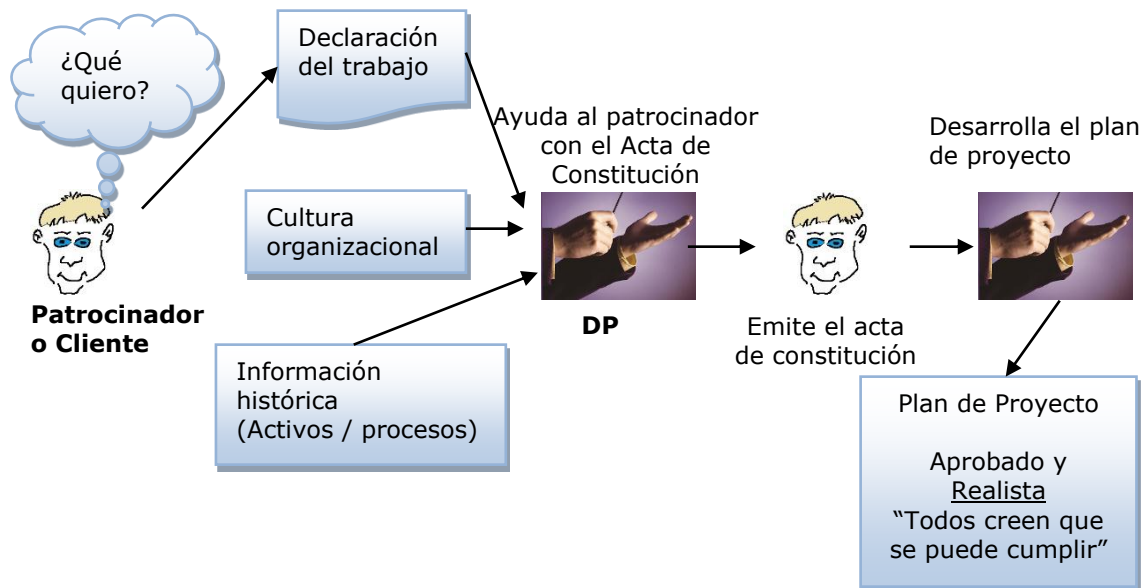 ¿Qué
quiero?
Declaración
del trabajo
Ayuda al patrocinador
con el Acta de
Constitución
Desarrolla el plan
de proyecto
Cultura
organizacional
Patrocinador
o Cliente
DP
Emite el acta
de constitución
Información
histórica
(Activos / procesos)
Plan de Proyecto
Aprobado y
Realista
“Todos creen que
se puede cumplir”